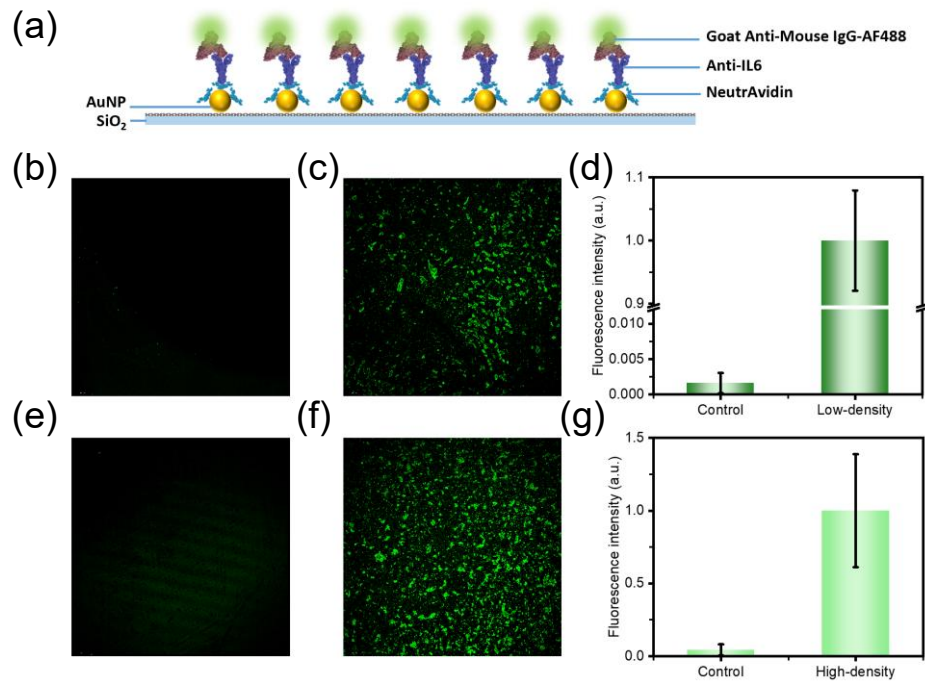 (a)
Goat Anti-Mouse IgG-AF488
Anti-IL6
NeutrAvidin
AuNP
SiO2
(b)
(c)
(d)
Fluorescence intensity (a.u.)
1.1
1.0
0.9
0.010
0.005
0.000
Control
Low-density
(e)
(f)
(g)
Fluorescence intensity (a.u.)
1.5
1.0
0.5
0.0
Control
High-density